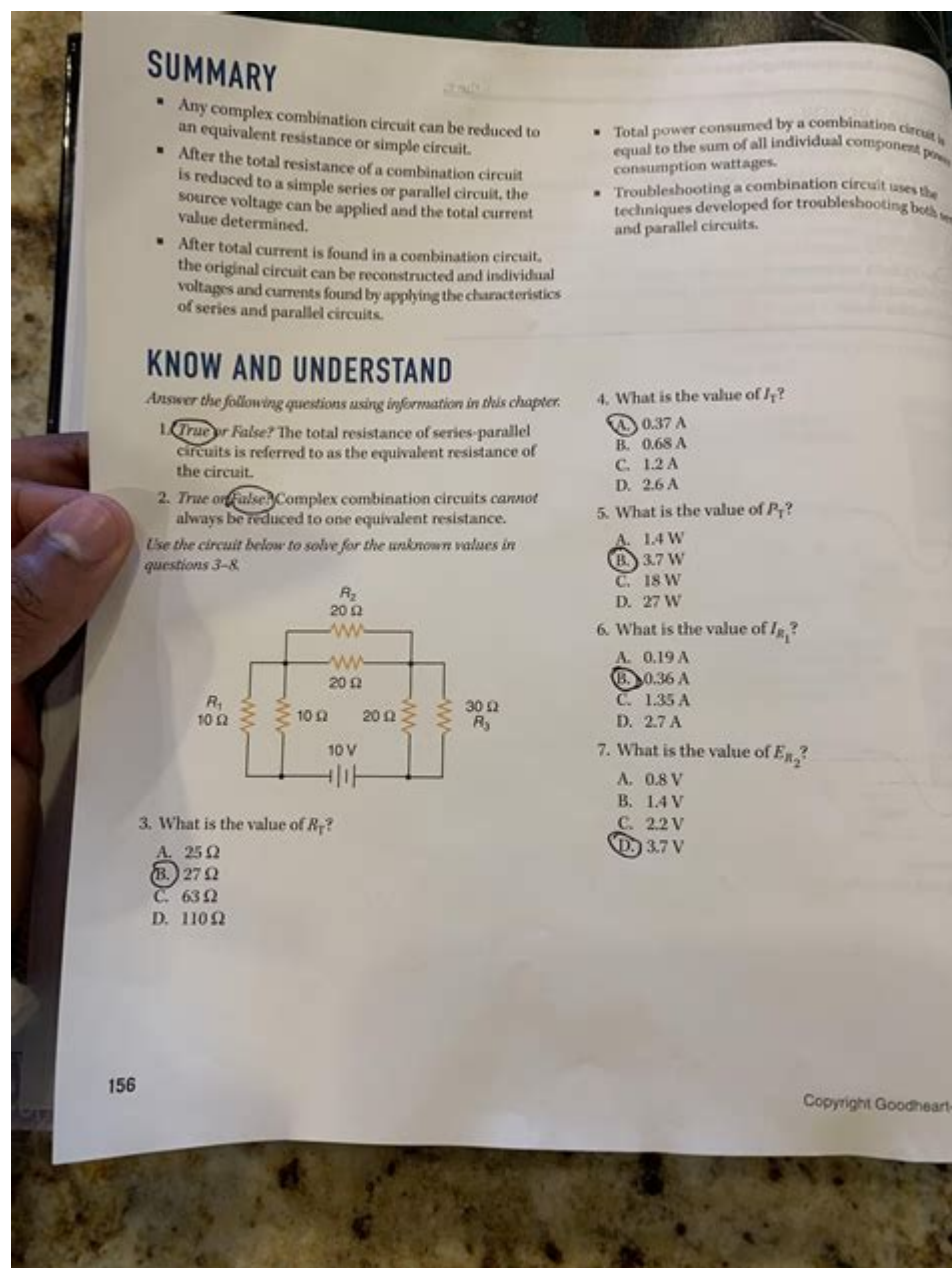 SUMMARY
▪ Any complex combination circuit can be reduced to
an equivalent resistance or simple circuit.
▪ After the total resistance of a combination circuit
is reduced to a simple series or parallel circuit, the
source voltage can be applied and the total current
value determined.
▪ After total current is found in a combination circuit,
the original circuit can be reconstructed and individual
voltages and currents found by applying the characteristics
of series and parallel circuits.
▪ Total power consumed by a combination circuit is
equal to the sum of all individual component power
consumption wattages.
▪ Troubleshooting a combination circuit uses the
techniques developed for troubleshooting both
and parallel circuits.
KNOW AND UNDERSTAND
Answer the following questions using information in this chapter.
1. True or False? The total resistance of series-parallel
circuits is referred to as the equivalent resistance of
the circuit.
2. True or False? Complex combination circuits cannot
always be reduced to one equivalent resistance.
Use the circuit below to solve for the unknown values in
questions 3–8.
R₂
20 Ω
20 Ω
R₁
10 Ω
10 Ω
20 Ω
30 Ω
R₃
10 V
3. What is the value of R_T?
A. 25 Ω
B. 27 Ω
C. 63 Ω
D. 110 Ω
4. What is the value of I_T?
A. 0.37 A
B. 0.68 A
C. 1.2 A
D. 2.6 A
5. What is the value of P_T?
A. 1.4 W
B. 3.7 W
C. 18 W
D. 27 W
6. What is the value of I_R₁?
A. 0.19 A
B. 0.36 A
C. 1.35 A
D. 2.7 A
7. What is the value of E_R₂?
A. 0.8 V
B. 1.4 V
C. 2.2 V
D. 3.7 V
156
Copyright Goodheart-